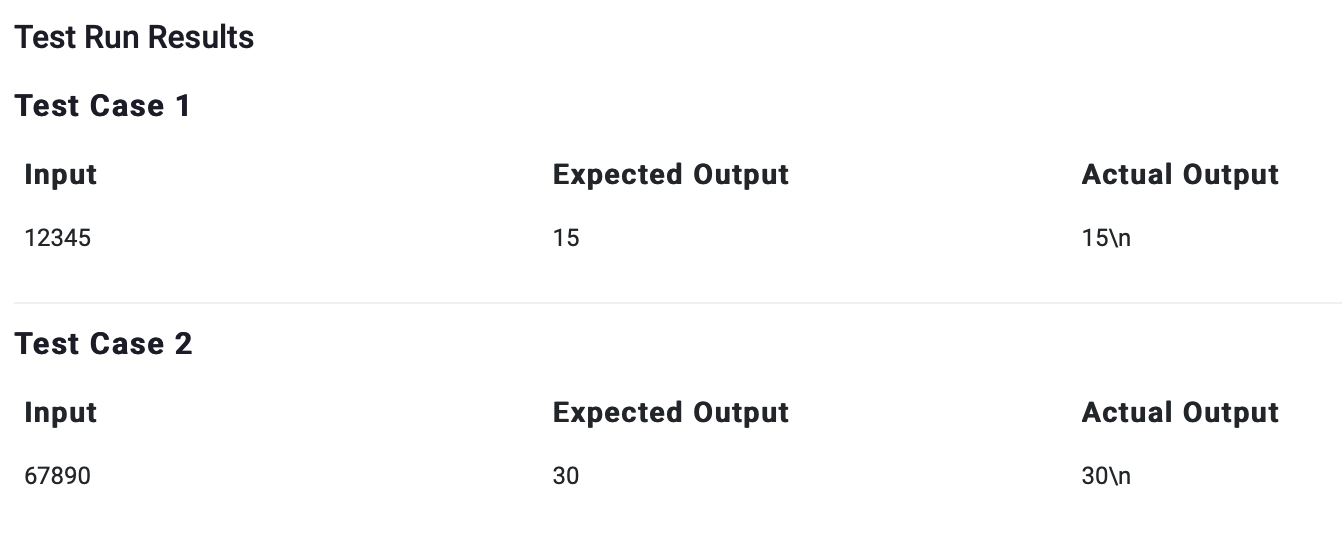 Test Run Results
Test Case 1
Input Expected Output Actual Output
12345 15 15\n
Test Case 2
Input Expected Output Actual Output
67890 30 30\n